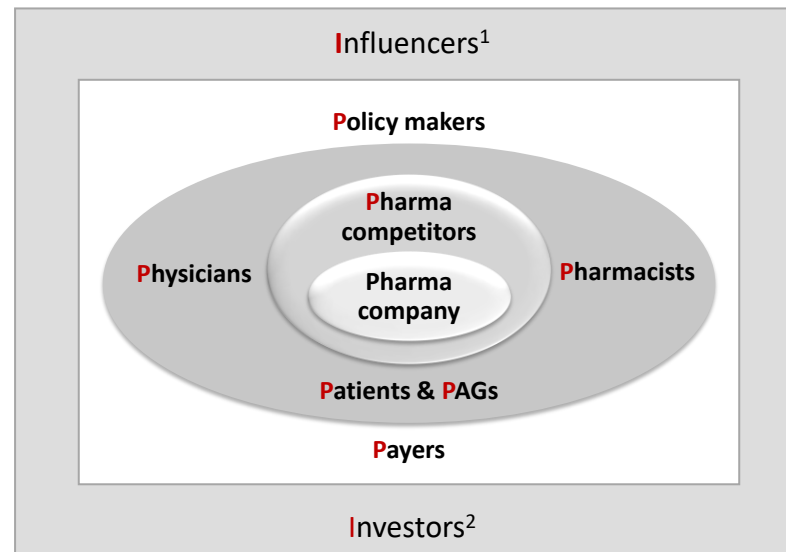 Influencers¹
Policy makers
Pharma
competitors
Physicians
Pharmacists
Pharma
company
Patients & PAGs
Payers
Investors²